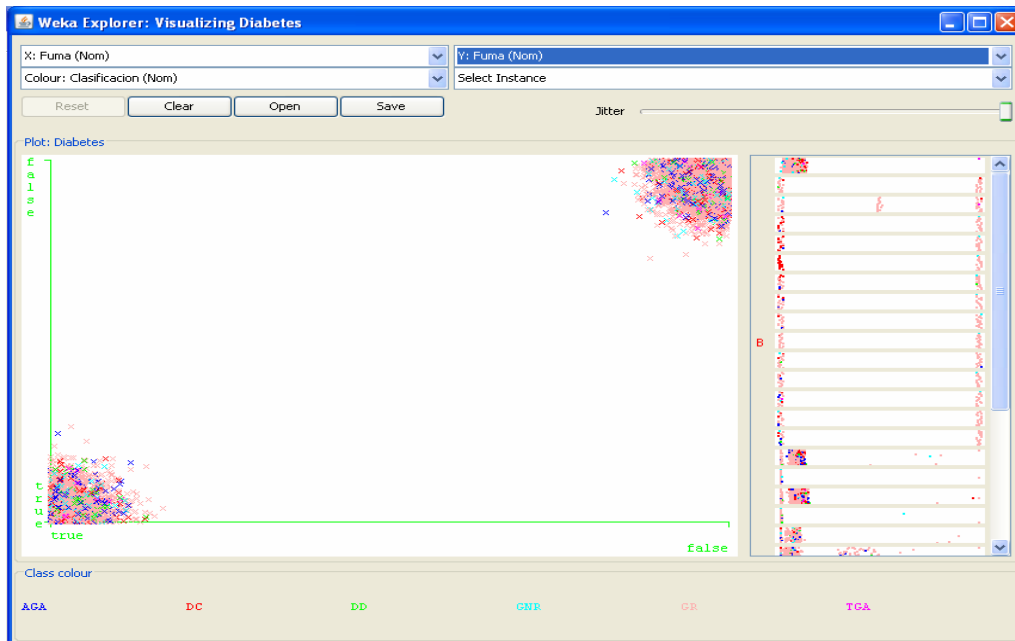 Weka Explorer: Visualizing Diabetes
X: Fuma (Nom)
Y: Fuma (Nom)
Colour: Clasificacion (Nom)
Select Instance
Reset
Clear
Open
Save
Jitter
Plot: Diabetes
false
true
true
false
B
Class colour
AGA
DC
DD
GNR
GR
TGA